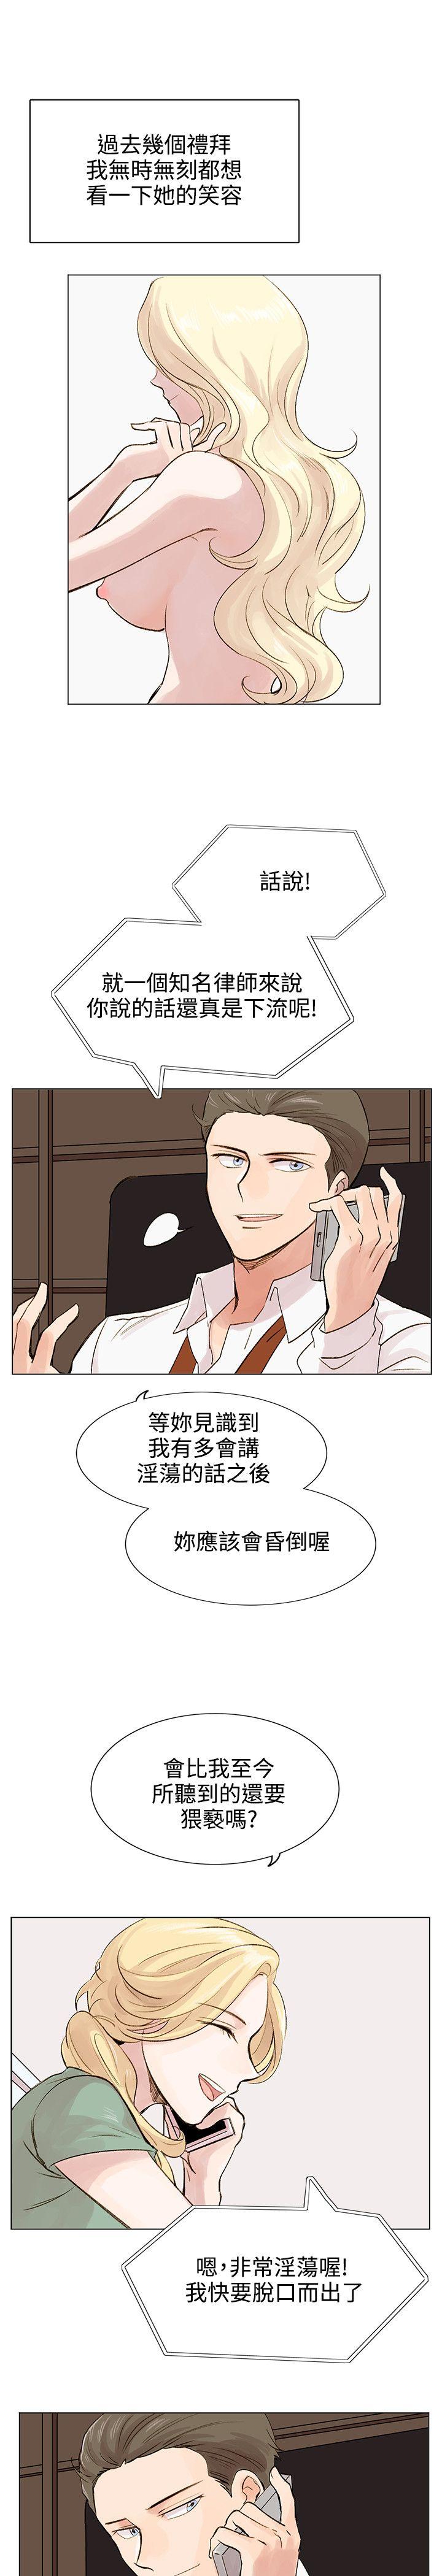 過去幾個禮拜
我無時無刻都想
看一下她的笑容
話說!
就一個知名律師來說
你說的話還真是下流呢!
等妳見識到
我有多會講
淫蕩的話之後
妳應該會昏倒喔
會比我至今
所聽到的還要
猥褻嗎?
嗯,非常淫蕩喔!
我快要脫口而出了